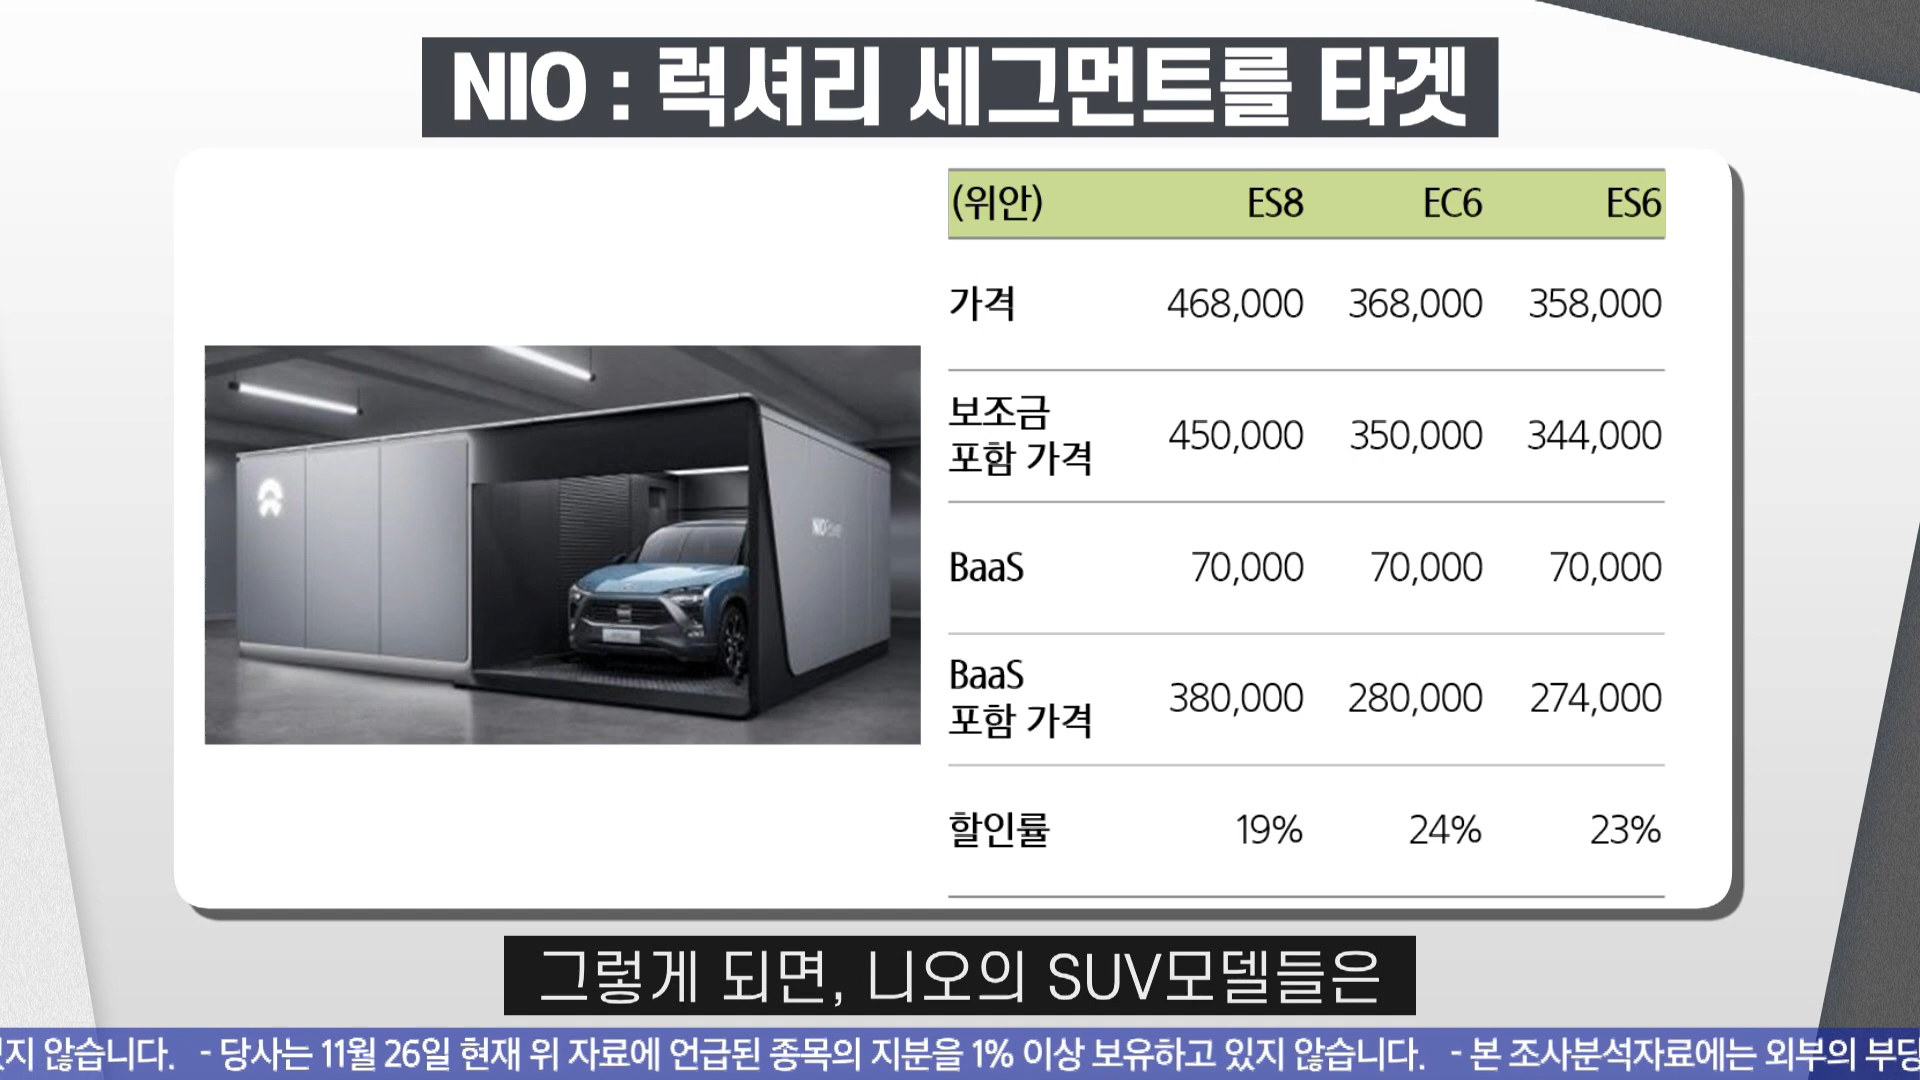 NIO : 럭셔리 세그먼트를 타겟
(위안) ES8 EC6 ES6
가격 468,000 368,000 358,000
보조금
포함 가격 450,000 350,000 344,000
BaaS 70,000 70,000 70,000
BaaS
포함 가격 380,000 280,000 274,000
할인률 19% 24% 23%
NIO
그렇게 되면, 니오의 SUV모델들은
지 않습니다. - 당사는 11월 26일 현재 위 자료에 언급된 종목의 지분을 1% 이상 보유하고 있지 않습니다. - 본 조사분석자료에는 외부의 부당